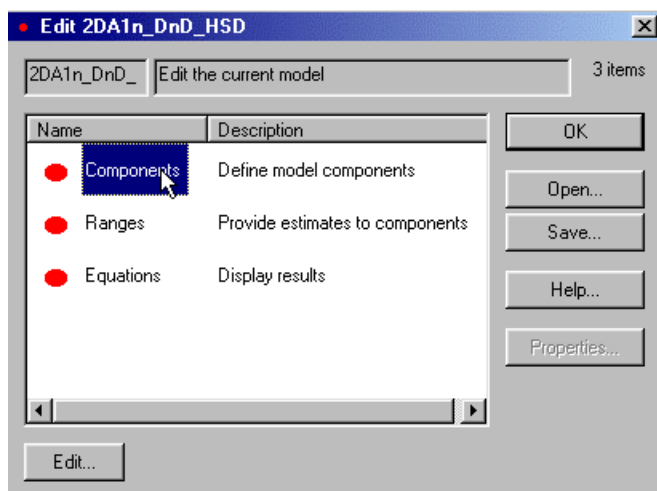 Edit 2DA1n_DnD_HSD
2DA1n_DnD_ Edit the current model 3 items
Name Description
Components Define model components
Ranges Provide estimates to components
Equations Display results
OK
Open...
Save...
Help...
Properties...
Edit...